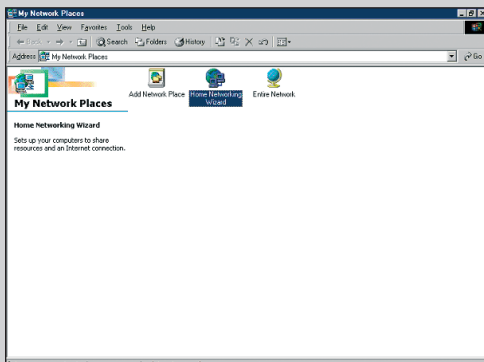 My Network Places
File Edit View Favorites Tools Help
Back Search Folders History
Address My Network Places Go
Add Network Place Home Networking Wizard Entire Network
My Network Places
Home Networking Wizard
Sets up your computers to share
resources and an Internet connection.